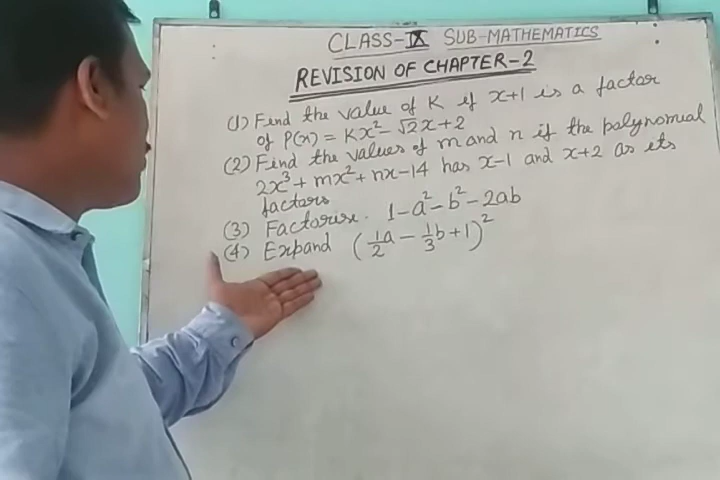 CLASS-IX SUB-MATHEMATICS
REVISION OF CHAPTER-2
(1) Find the value of K if x+1 is a factor
of P(x) = Kx² - √2x + 2
(2) Find the values of m and n if the polynomial
2x³ + mx² + nx - 14 has x-1 and x+2 as its
factors
(3) Factorise. 1 - a² - b² - 2ab
(4) Expand (1/2a - 1/3b + 1)²